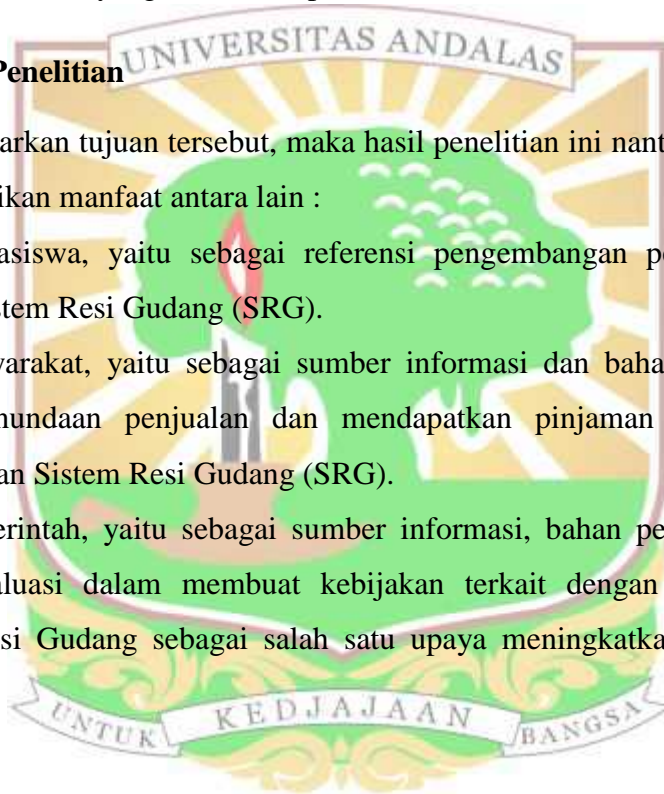 UNIVERSITAS ANDALAS
Penelitian
arkan tujuan tersebut, maka hasil penelitian ini nant
ikan manfaat antara lain :
asiswa, yaitu sebagai referensi pengembangan pe
stem Resi Gudang (SRG).
yarakat, yaitu sebagai sumber informasi dan baha
nundaan penjualan dan mendapatkan pinjaman
an Sistem Resi Gudang (SRG).
erintah, yaitu sebagai sumber informasi, bahan pe
aluasi dalam membuat kebijakan terkait dengan
si Gudang sebagai salah satu upaya meningkatka
UNTUK KEDJAJAAN BANGSA